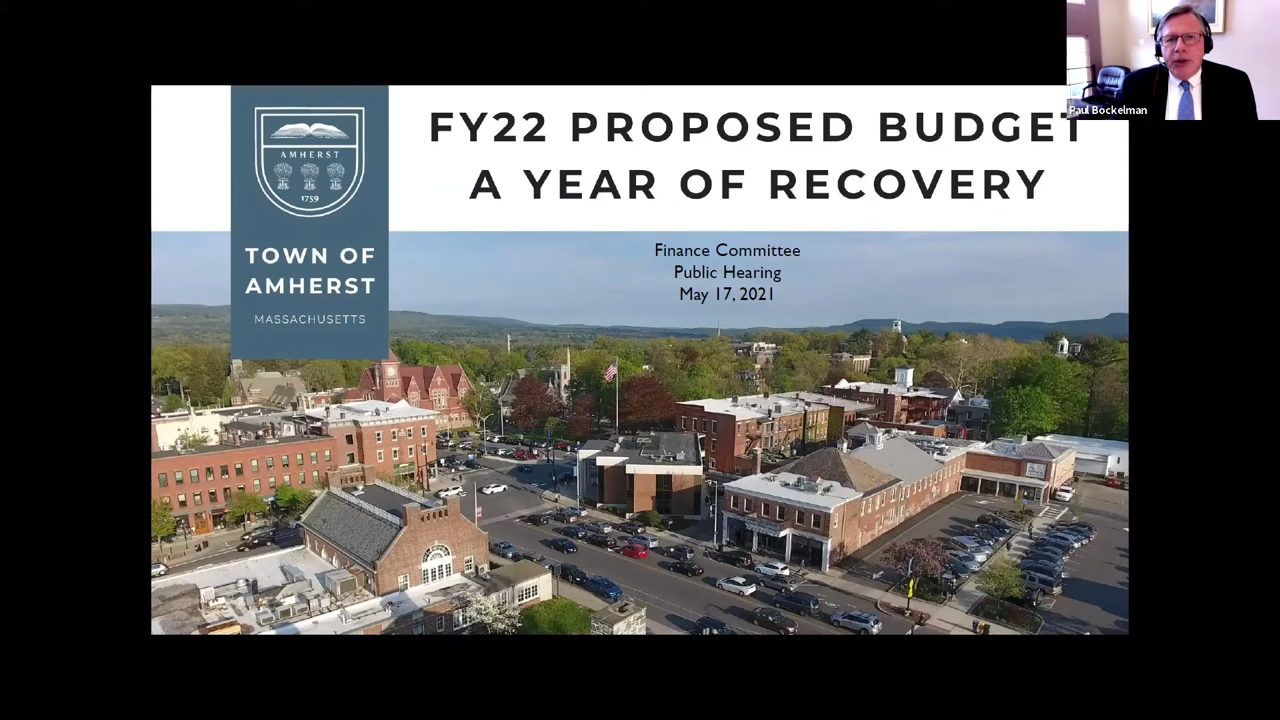 Paul Bockelman
FY22 PROPOSED BUDGET
A YEAR OF RECOVERY
AMHERST
1759
TOWN OF
AMHERST
MASSACHUSETTS
Finance Committee
Public Hearing
May 17, 2021